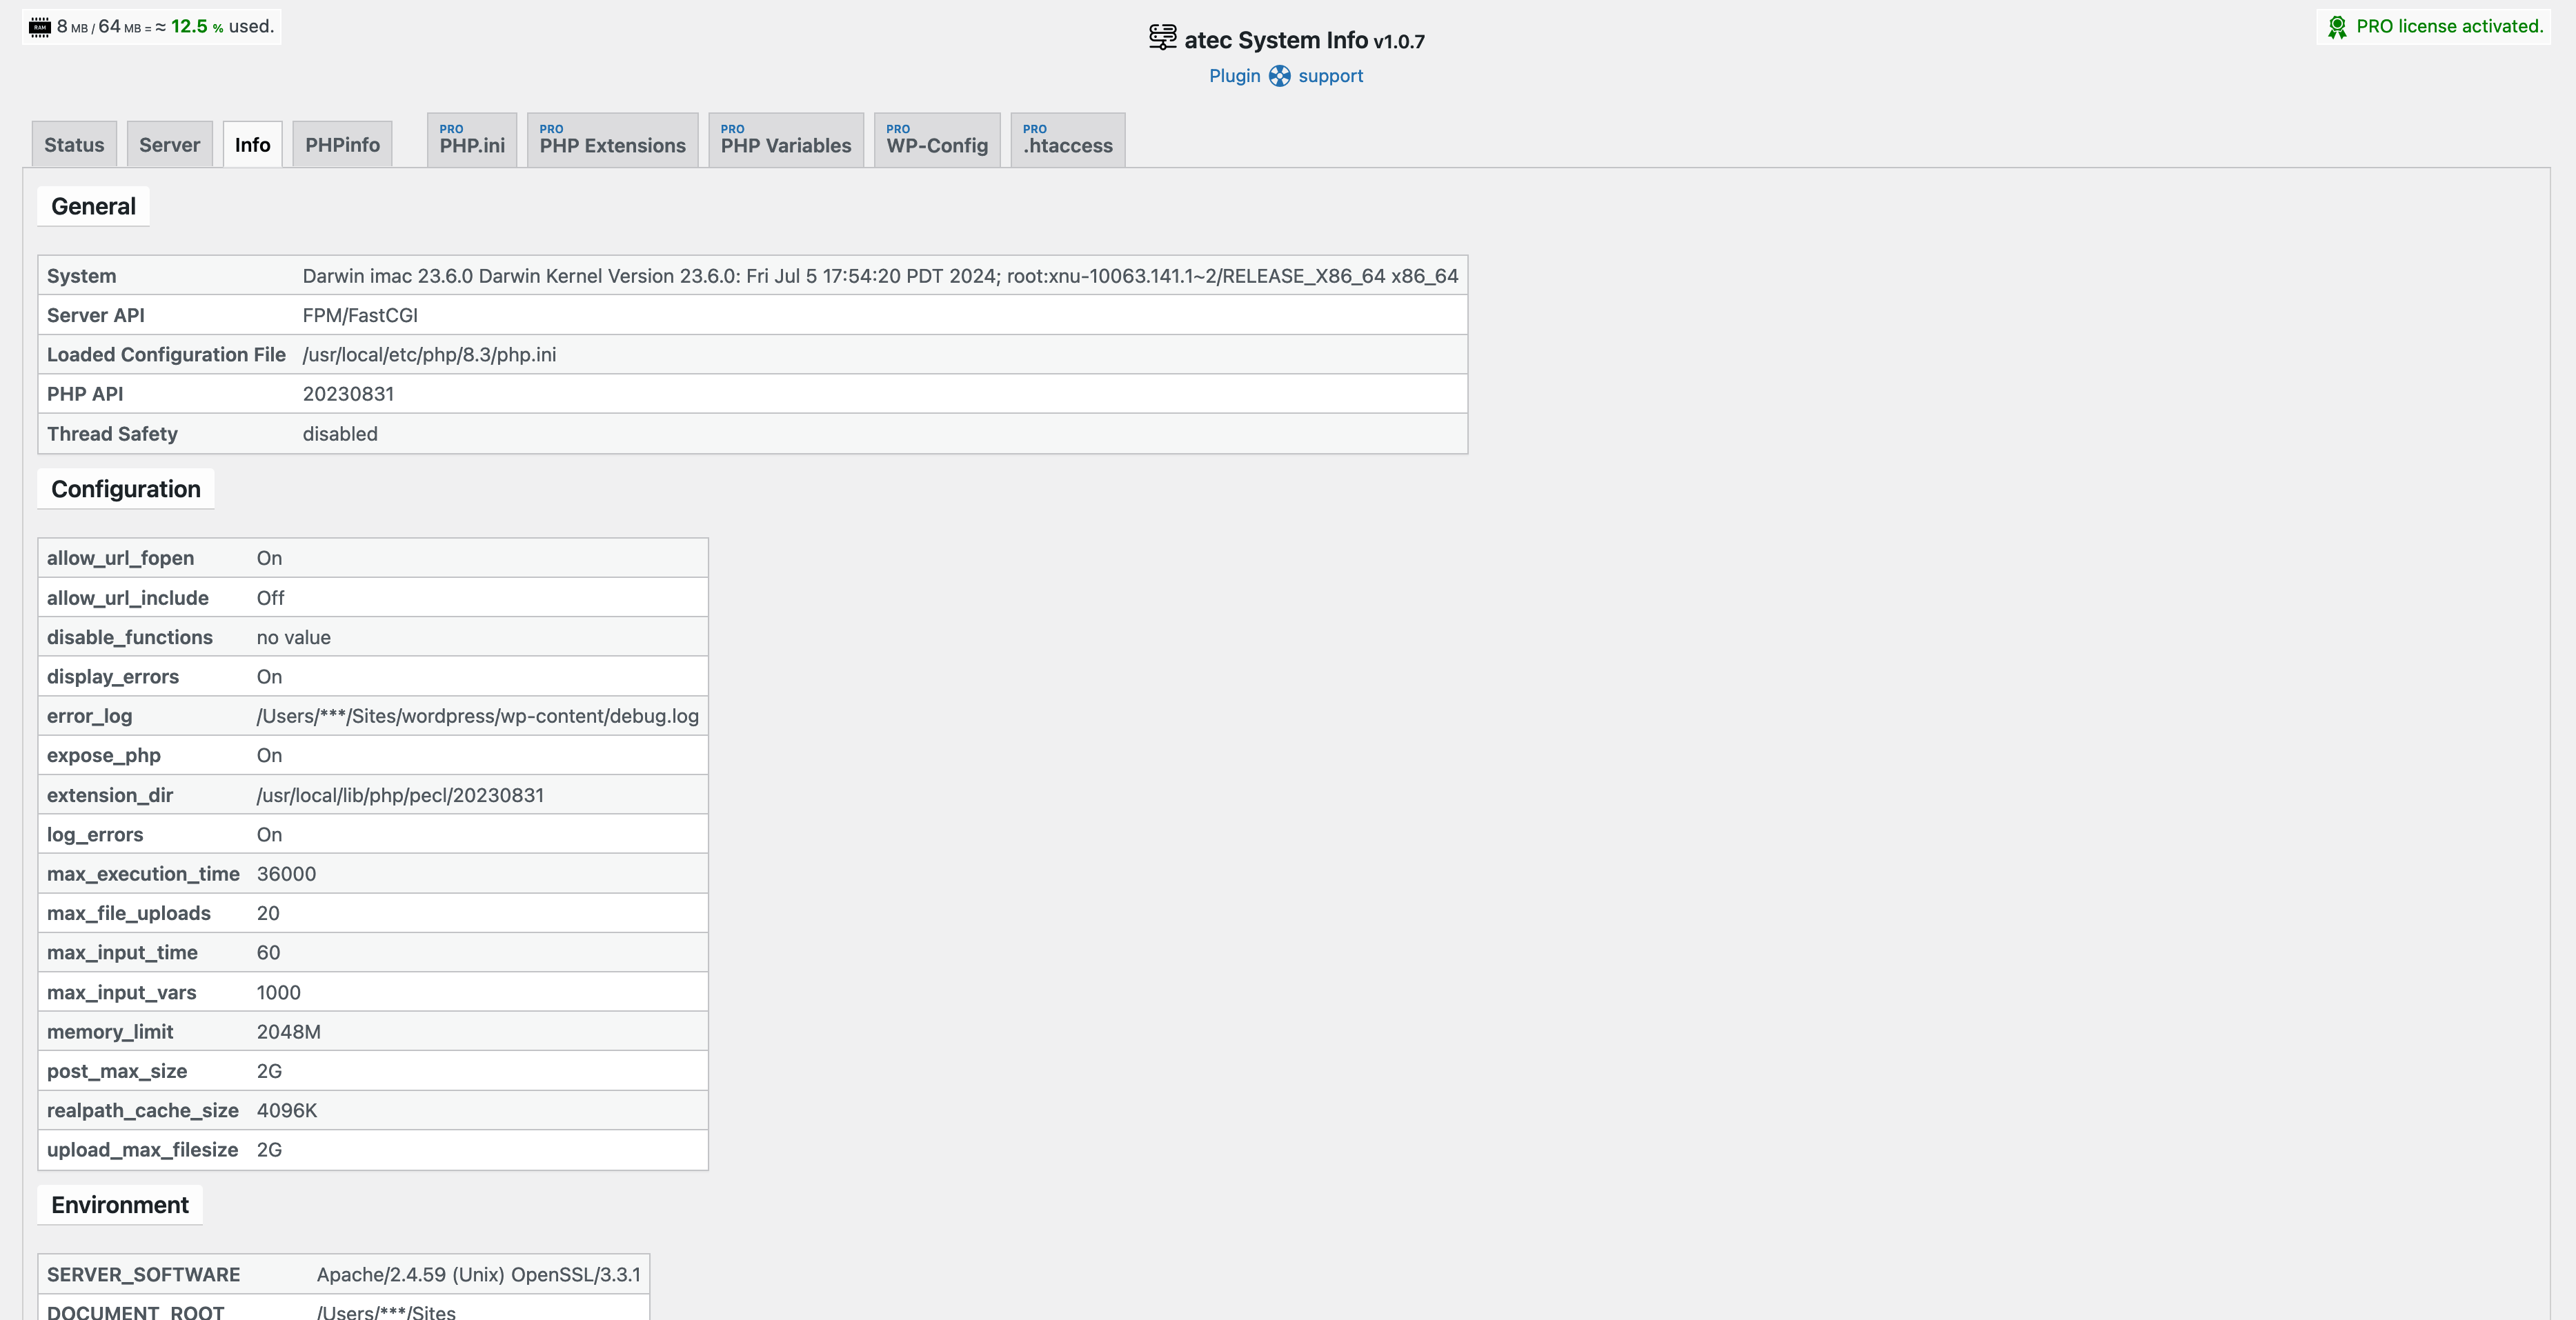 8 MB / 64 MB = ≈ 12.5 % used.
atec System Info v1.0.7
PRO license activated.
Plugin support
Status Server Info PHPinfo PRO PHP.ini PRO PHP Extensions PRO PHP Variables PRO WP-Config PRO .htaccess
General
System Darwin imac 23.6.0 Darwin Kernel Version 23.6.0: Fri Jul 5 17:54:20 PDT 2024; root:xnu-10063.141.1~2/RELEASE_X86_64 x86_64
Server API FPM/FastCGI
Loaded Configuration File /usr/local/etc/php/8.3/php.ini
PHP API 20230831
Thread Safety disabled
Configuration
allow_url_fopen On
allow_url_include Off
disable_functions no value
display_errors On
error_log /Users/***/Sites/wordpress/wp-content/debug.log
expose_php On
extension_dir /usr/local/lib/php/pecl/20230831
log_errors On
max_execution_time 36000
max_file_uploads 20
max_input_time 60
max_input_vars 1000
memory_limit 2048M
post_max_size 2G
realpath_cache_size 4096K
upload_max_filesize 2G
Environment
SERVER_SOFTWARE Apache/2.4.59 (Unix) OpenSSL/3.3.1
DOCUMENT_ROOT /Users/***/Sites